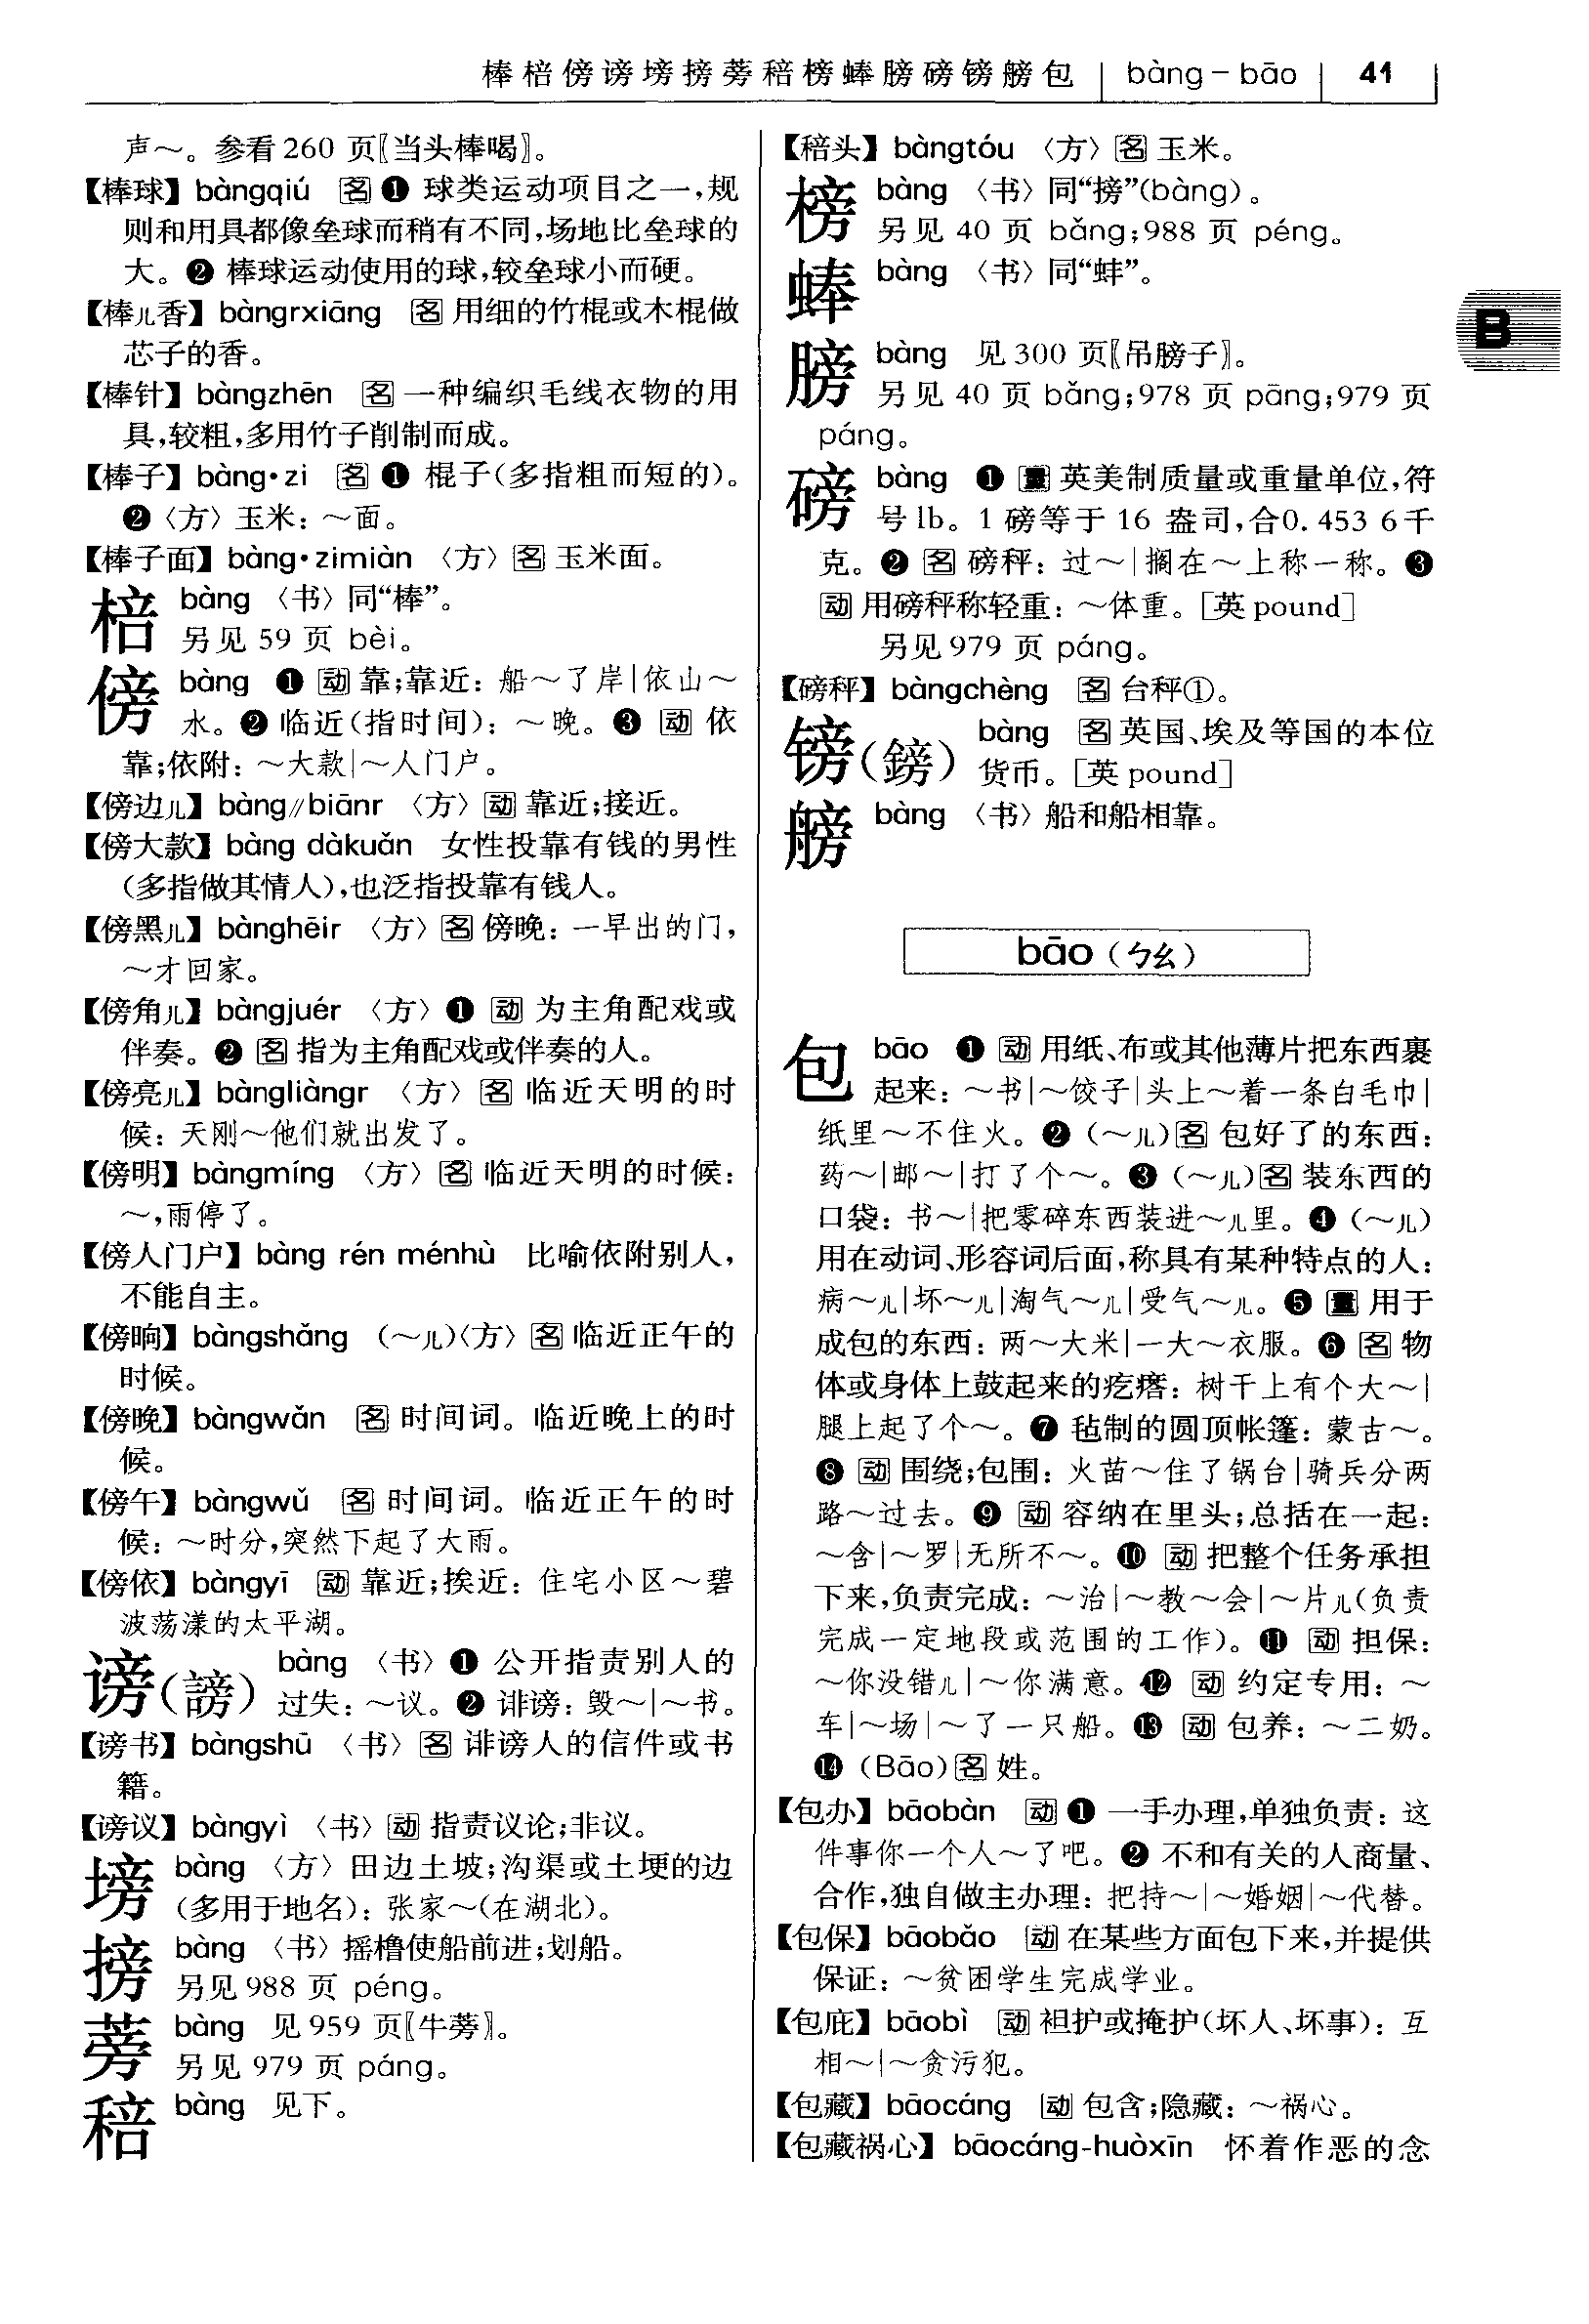 棒棓傍谤塝搒蒡稖榜蜯膀磅镑艕包 bàng－bāo 41
声～。参看260 页〖当头棒喝〗。
【棒球】bàngqiú 名❶ 球类运动项目之一,规
则和用具都像垒球而稍有不同,场地比垒球的
大。❷ 棒球运动使用的球,较垒球小而硬。
【棒儿香】bàngrxiāng 名 用细的竹棍或木棍做
芯子的香。
【棒针】bàngzhēn 名 一种编织毛线衣物的用
具,较粗,多用竹子削制而成。
【棒子】bàng·zi 名 ❶ 棍子(多指粗而短的)。
❷〈方〉玉米：～面。
【棒子面】bàng·zimiàn 〈方〉名 玉米面。
棓 bàng 〈书〉同“棒”。
另见 59 页 bèi。
傍 bàng ❶ 动 靠;靠近：船～了岸|依山～
水。❷ 临近(指时间)：～晚。❸ 动 依
靠;依附：～大款|～人门户。
【傍边儿】bàng//biānr 〈方〉动 靠近;接近。
【傍大款】bàng dàkuǎn 女性投靠有钱的男性
(多指做其情人),也泛指投靠有钱人。
【傍黑儿】bànghēir 〈方〉名 傍晚：一早出的门,
～才回家。
【傍角儿】bàngjuér 〈方〉❶ 动 为主角配戏或
伴奏。❷ 名 指为主角配戏或伴奏的人。
【傍亮儿】bàngliàngr 〈方〉名 临近天明的时
候：天刚～他们就出发了。
【傍明】bàngmíng 〈方〉名 临近天明的时候：
～,雨停了。
【傍人门户】bàng rén ménhù 比喻依附别人,
不能自主。
【傍晌】bàngshǎng (～儿)〈方〉名 临近正午的
时候。
【傍晚】bàngwǎn 名 时间词。临近晚上的时
候。
【傍午】bàngwǔ 名 时间词。临近正午的时
候：～时分,突然下起了大雨。
【傍依】bàngyī 动 靠近;挨近：住宅小区～碧
波荡漾的太平湖。
谤(謗) bàng 〈书〉❶ 公开指责别人的
过失：～议。❷ 诽谤：毁～|～书。
【谤书】bàngshū 〈书〉名 诽谤人的信件或书
籍。
【谤议】bàngyì 〈书〉动 指责议论;非议。
塝 bàng 〈方〉田边土坡;沟渠或土埂的边
(多用于地名)：张家～(在湖北)。
搒 bàng 〈书〉摇橹使船前进;划船。
另见988 页 péng。
蒡 bàng 见959 页〖牛蒡〗。
另见 979 页 páng。
稖 bàng 见下。
【稖头】bàngtóu 〈方〉名 玉米。
榜 bàng 〈书〉同“搒”(bàng)。
另见 40 页 bǎng;988 页 péng。
蜯 bàng 〈书〉同“蚌”。
膀 bàng 见300 页〖吊膀子〗。
另见 40 页 bǎng;978 页 pāng;979 页
páng。
磅 bàng ❶ 量 英美制质量或重量单位,符
号lb。1 磅等于 16 盎司,合0.453 6千
克。❷ 名 磅秤：过～|搁在～上称一称。❸
动 用磅秤称轻重：～体重。[英 pound]
另见979 页 páng。
【磅秤】bàngchèng 名 台秤①。
镑(鎊) bàng 名 英国、埃及等国的本位
货币。[英 pound]
艕 bàng 〈书〉船和船相靠。
bāo (ㄅㄠ)
包 bāo ❶ 动 用纸、布或其他薄片把东西裹
起来：～书|～饺子|头上～着一条白毛巾|
纸里～不住火。❷ (～儿)名 包好了的东西：
药～|邮～|打了个～。❸ (～儿)名 装东西的
口袋：书～|把零碎东西装进～儿里。❹ (～儿)
用在动词、形容词后面,称具有某种特点的人：
病～儿|坏～儿|淘气～儿|受气～儿。❺ 量 用于
成包的东西：两～大米|一大～衣服。❻ 名 物
体或身体上鼓起来的疙瘩：树干上有个大～|
腿上起了个～。❼ 毡制的圆顶帐篷：蒙古～。
❽ 动 围绕;包围：火苗～住了锅台|骑兵分两
路～过去。❾ 动 容纳在里头;总括在一起：
～含|～罗|无所不～。❿ 动 把整个任务承担
下来,负责完成：～治|～教～会|～片儿(负责
完成一定地段或范围的工作)。⓫ 动 担保：
～你没错儿|～你满意。⓬ 动 约定专用：～
车|～场|～了一只船。⓭ 动 包养：～二奶。
⓮ (Bāo)名 姓。
【包办】bāobàn 动❶ 一手办理,单独负责：这
件事你一个人～了吧。❷ 不和有关的人商量、
合作,独自做主办理：把持～|～婚姻|～代替。
【包保】bāobǎo 动 在某些方面包下来,并提供
保证：～贫困学生完成学业。
【包庇】bāobì 动 袒护或掩护(坏人、坏事)：互
相～|～贪污犯。
【包藏】bāocáng 动 包含;隐藏：～祸心。
【包藏祸心】bāocáng-huòxīn 怀着作恶的念
B